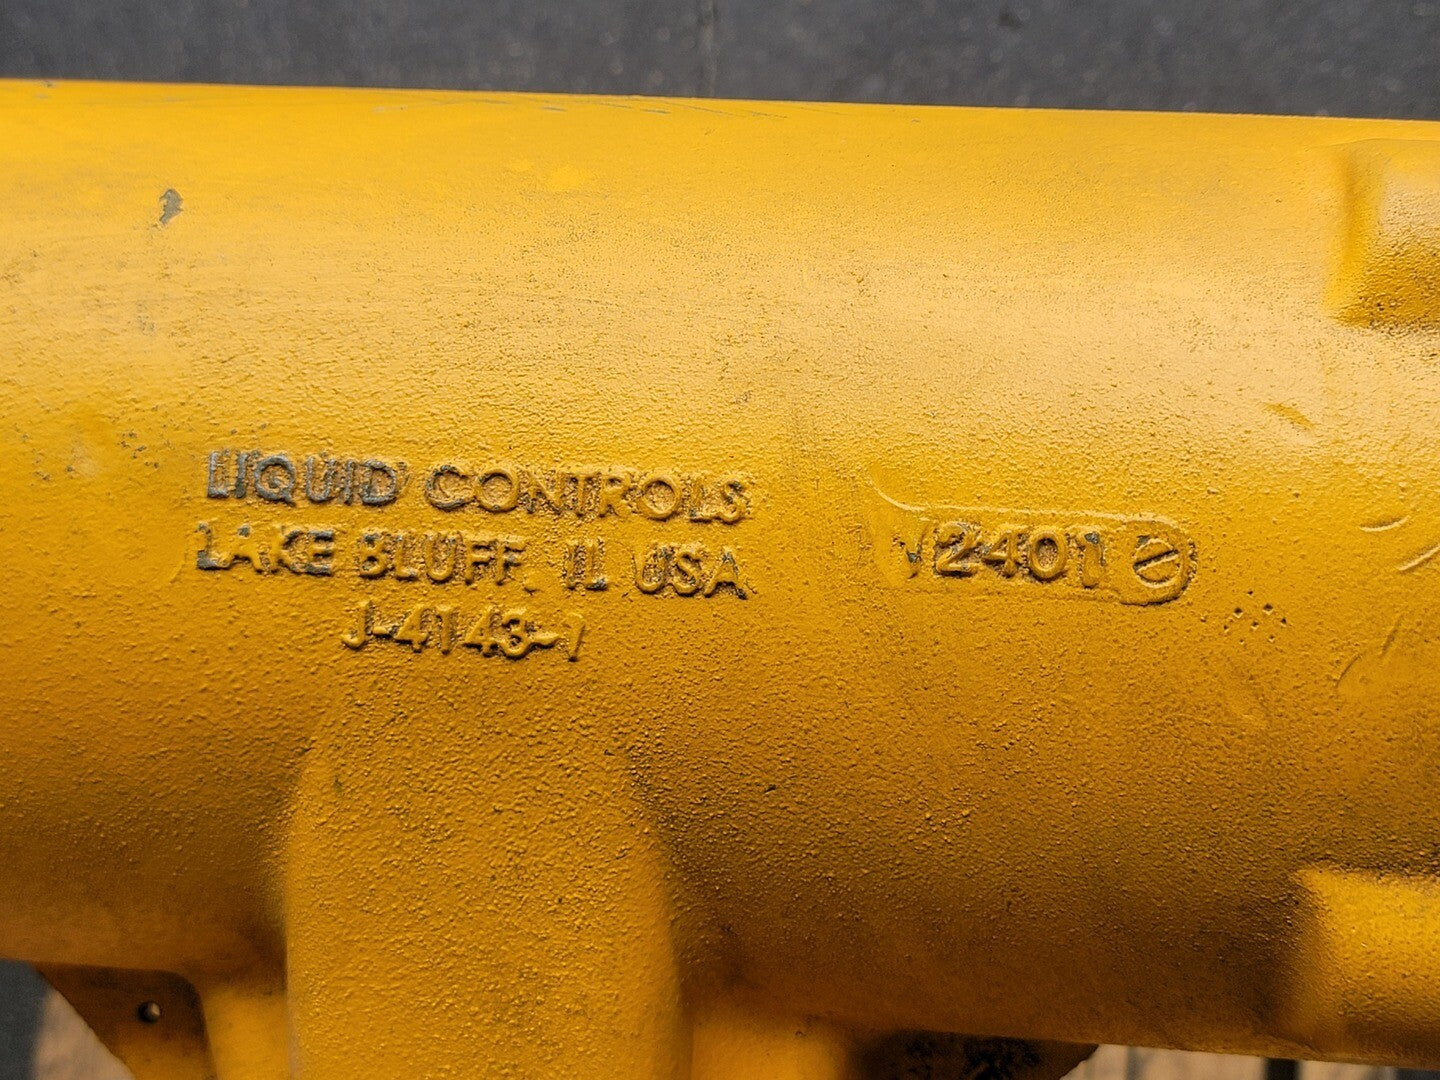 LIQUID CONTROLS
LAKE BLUFF, IL USA
J-4143-1
V2401